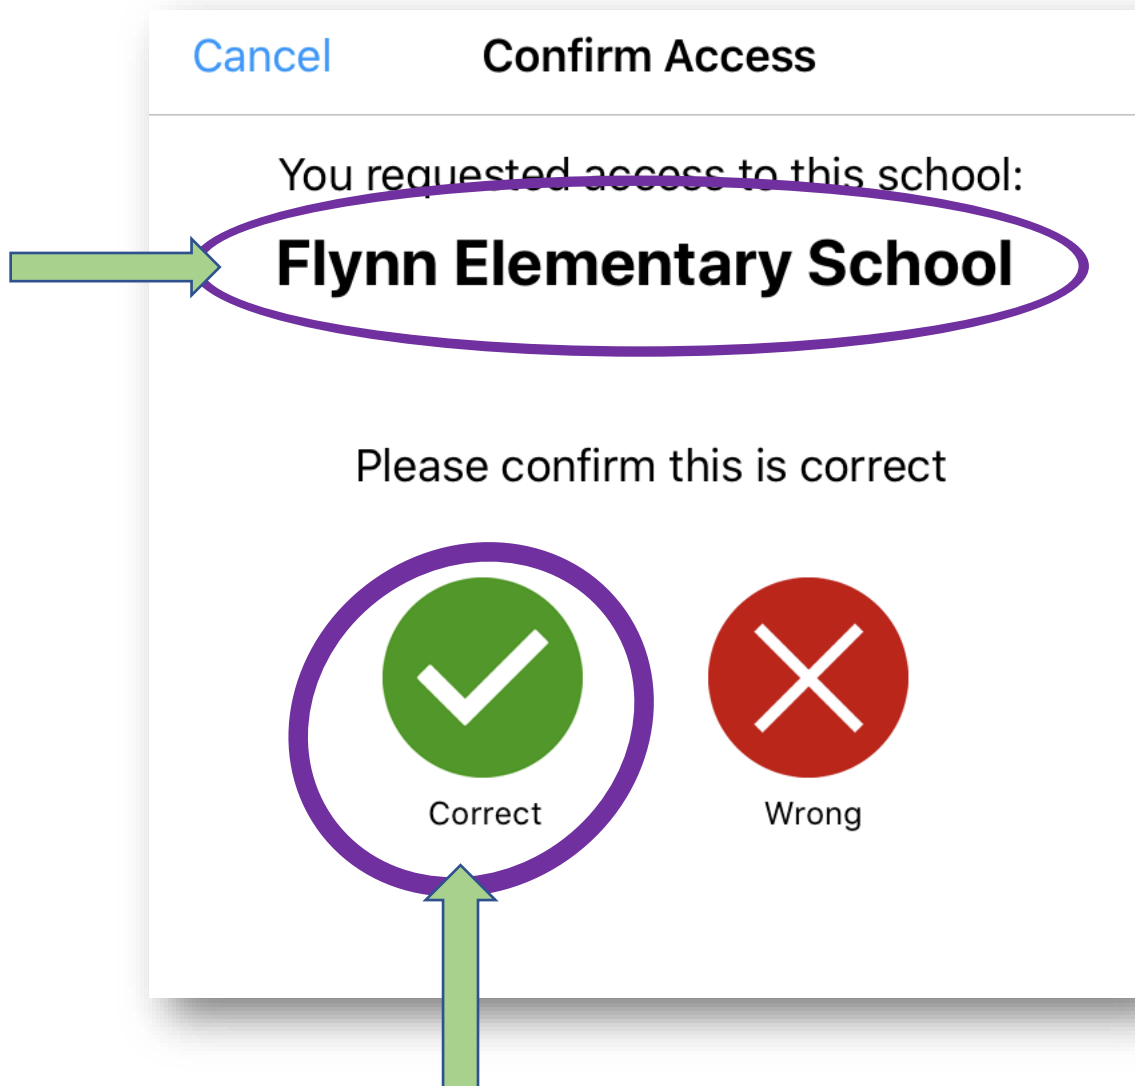 Cancel Confirm Access
You requested access to this school:
Flynn Elementary School
Please confirm this is correct
Correct Wrong